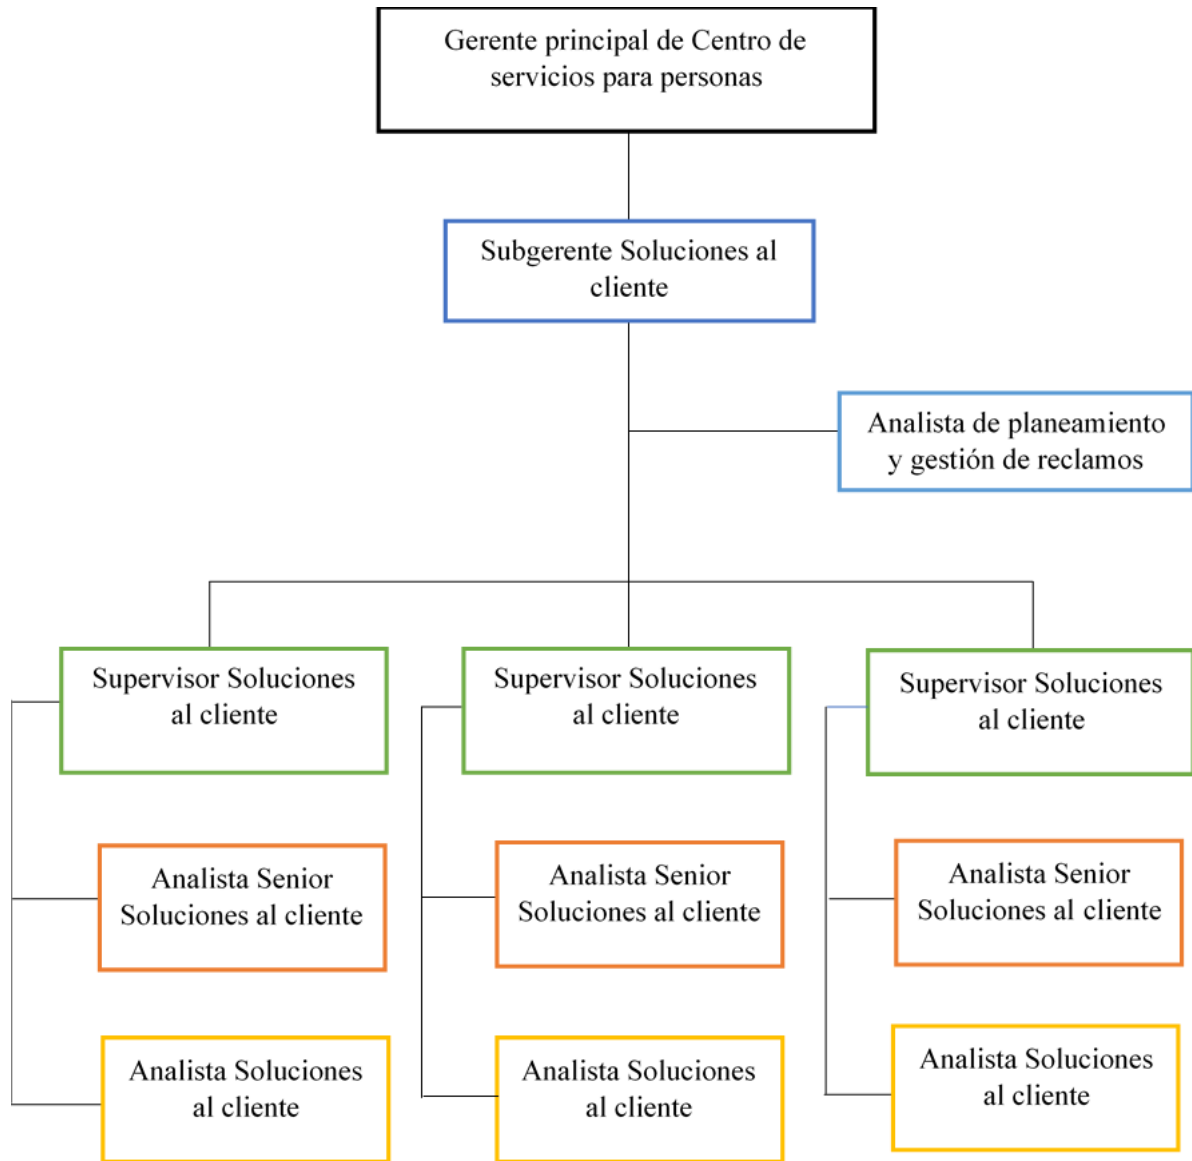 Gerente principal de Centro de
servicios para personas
Subgerente Soluciones al
cliente
Analista de planeamiento
y gestión de reclamos
Supervisor Soluciones
al cliente
Supervisor Soluciones
al cliente
Supervisor Soluciones
al cliente
Analista Senior
Soluciones al cliente
Analista Senior
Soluciones al cliente
Analista Senior
Soluciones al cliente
Analista Soluciones
al cliente
Analista Soluciones
al cliente
Analista Soluciones
al cliente